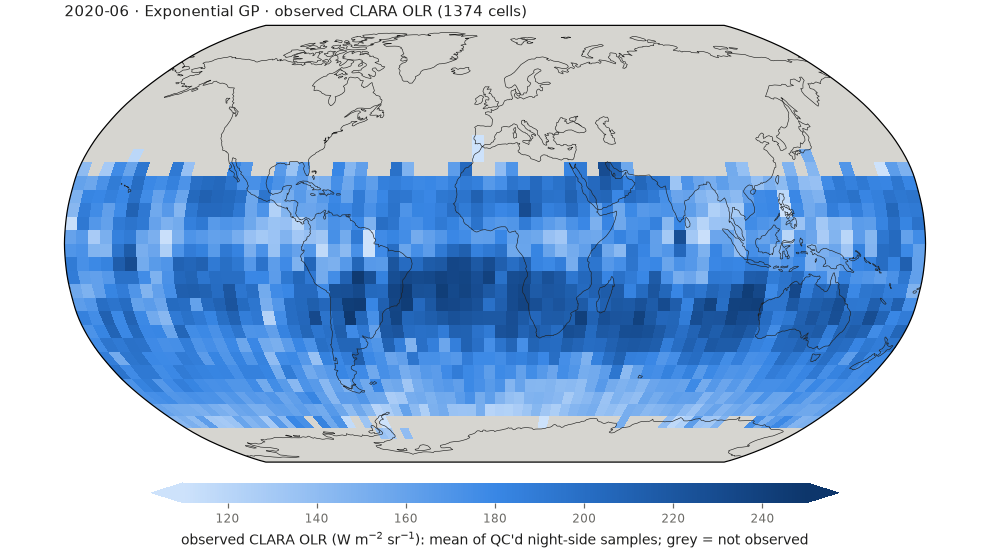 2020-06 · Exponential GP · observed CLARA OLR (1374 cells)
120 140 160 180 200 220 240
observed CLARA OLR (W m⁻² sr⁻¹): mean of QC'd night-side samples; grey = not observed